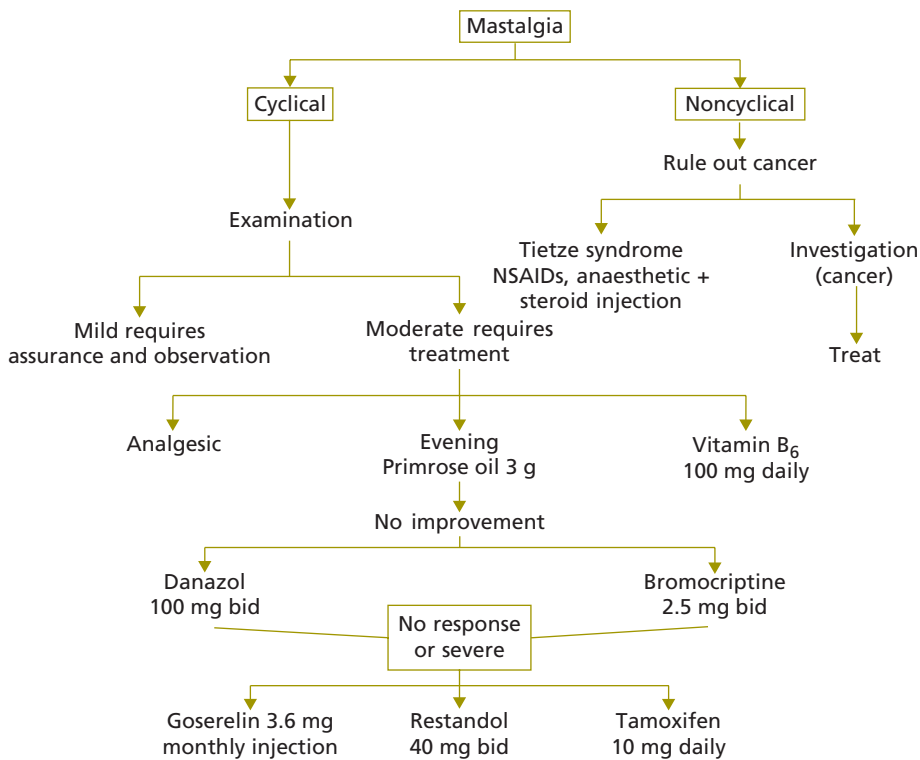 Mastalgia
Cyclical
Noncyclical
Rule out cancer
Examination
Tietze syndrome
NSAIDs, anaesthetic +
steroid injection
Investigation
(cancer)
Mild requires
assurance and observation
Moderate requires
treatment
Treat
Analgesic
Evening
Primrose oil 3 g
Vitamin B₆
100 mg daily
No improvement
Danazol
100 mg bid
Bromocriptine
2.5 mg bid
No response
or severe
Goserelin 3.6 mg
monthly injection
Restandol
40 mg bid
Tamoxifen
10 mg daily